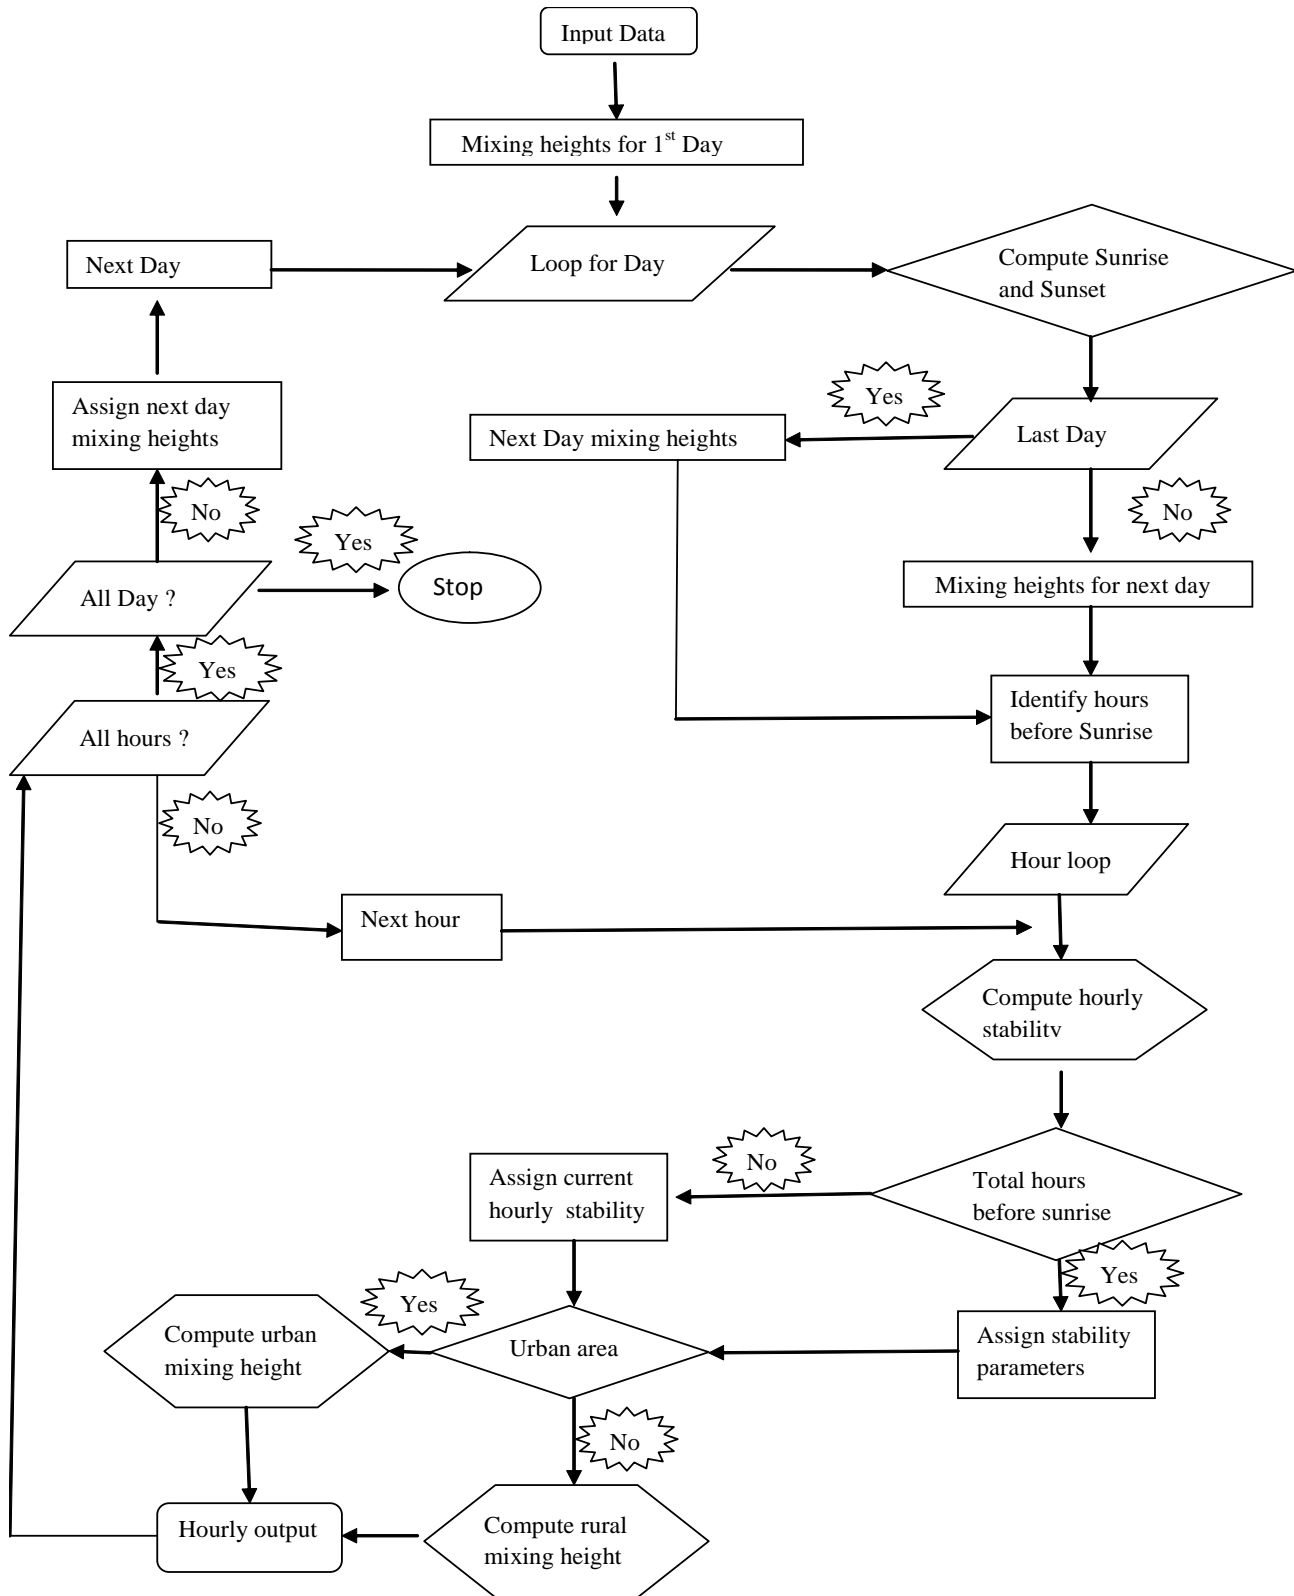 Input Data
Mixing heights for 1st Day
Next Day
Loop for Day
Compute Sunrise
and Sunset
Assign next day
mixing heights
Yes
Next Day mixing heights
Last Day
No
Yes
No
All Day ?
Stop
Mixing heights for next day
Yes
All hours ?
Identify hours
before Sunrise
No
Hour loop
Next hour
Compute hourly
stability
No
Assign current
hourly stability
Total hours
before sunrise
Yes
Yes
Compute urban
mixing height
Urban area
Assign stability
parameters
No
Hourly output
Compute rural
mixing height